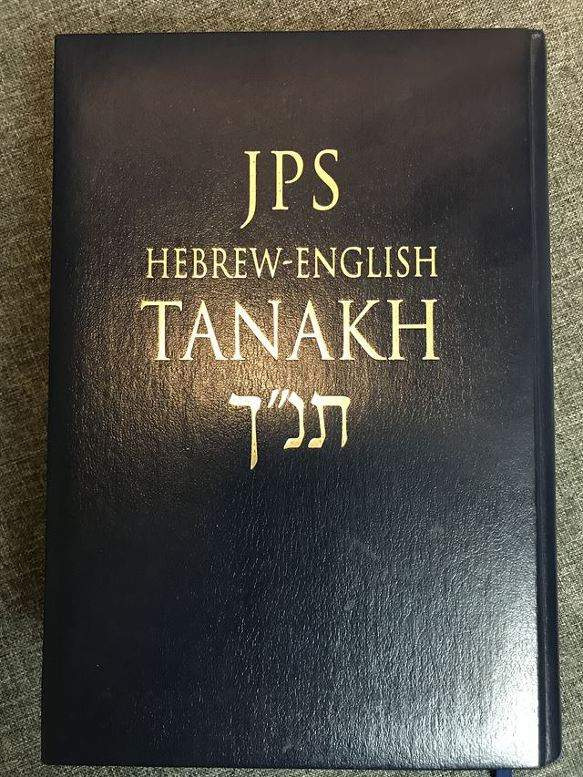 JPS
HEBREW-ENGLISH
TANAKH
תנ״ך